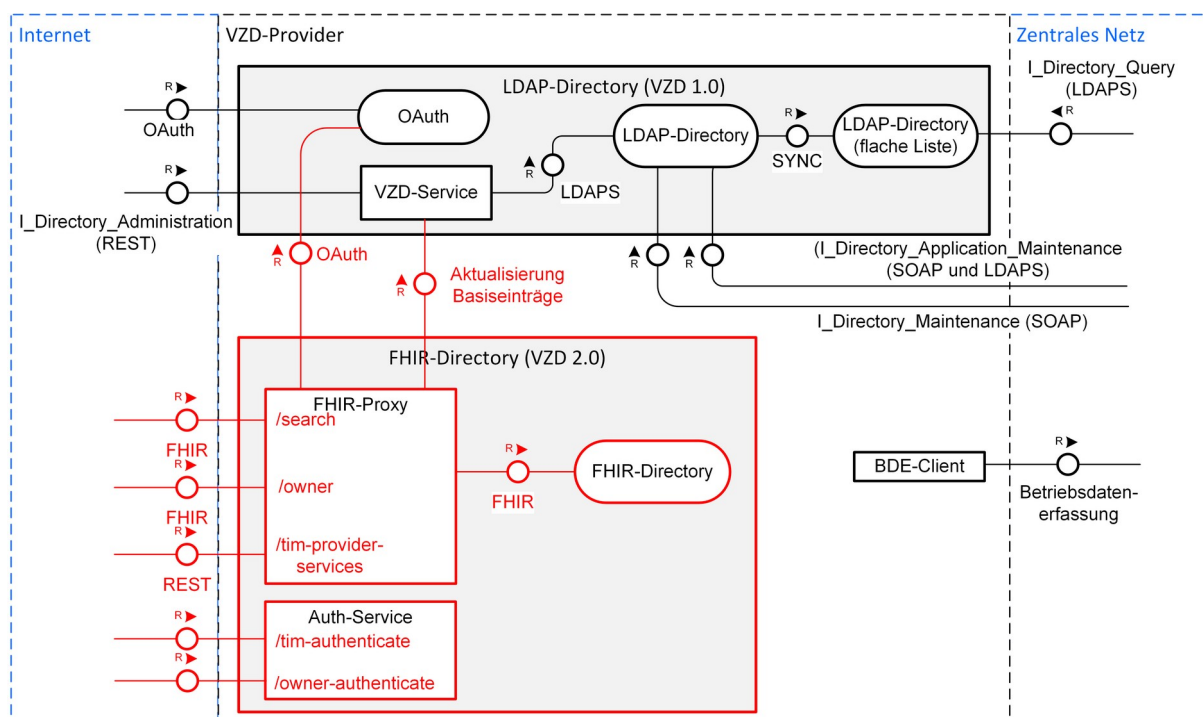 Internet
VZD-Provider
Zentrales Netz
LDAP-Directory (VZD 1.0)
I_Directory_Query
(LDAPS)
R
OAuth
OAuth
LDAP-Directory
R
SYNC
LDAP-Directory
(flache Liste)
R
R
I_Directory_Administration
(REST)
VZD-Service
R
LDAPS
R
OAuth
R
Aktualisierung
Basiseinträge
R
R
(I_Directory_Application_Maintenance
(SOAP und LDAPS)
I_Directory_Maintenance (SOAP)
FHIR-Directory (VZD 2.0)
FHIR-Proxy
R
FHIR
/search
R
FHIR
/owner
R
REST
/tim-provider-
services
R
FHIR
FHIR-Directory
BDE-Client
R
Betriebsdaten-
erfassung
Auth-Service
R
/tim-authenticate
R
/owner-authenticate